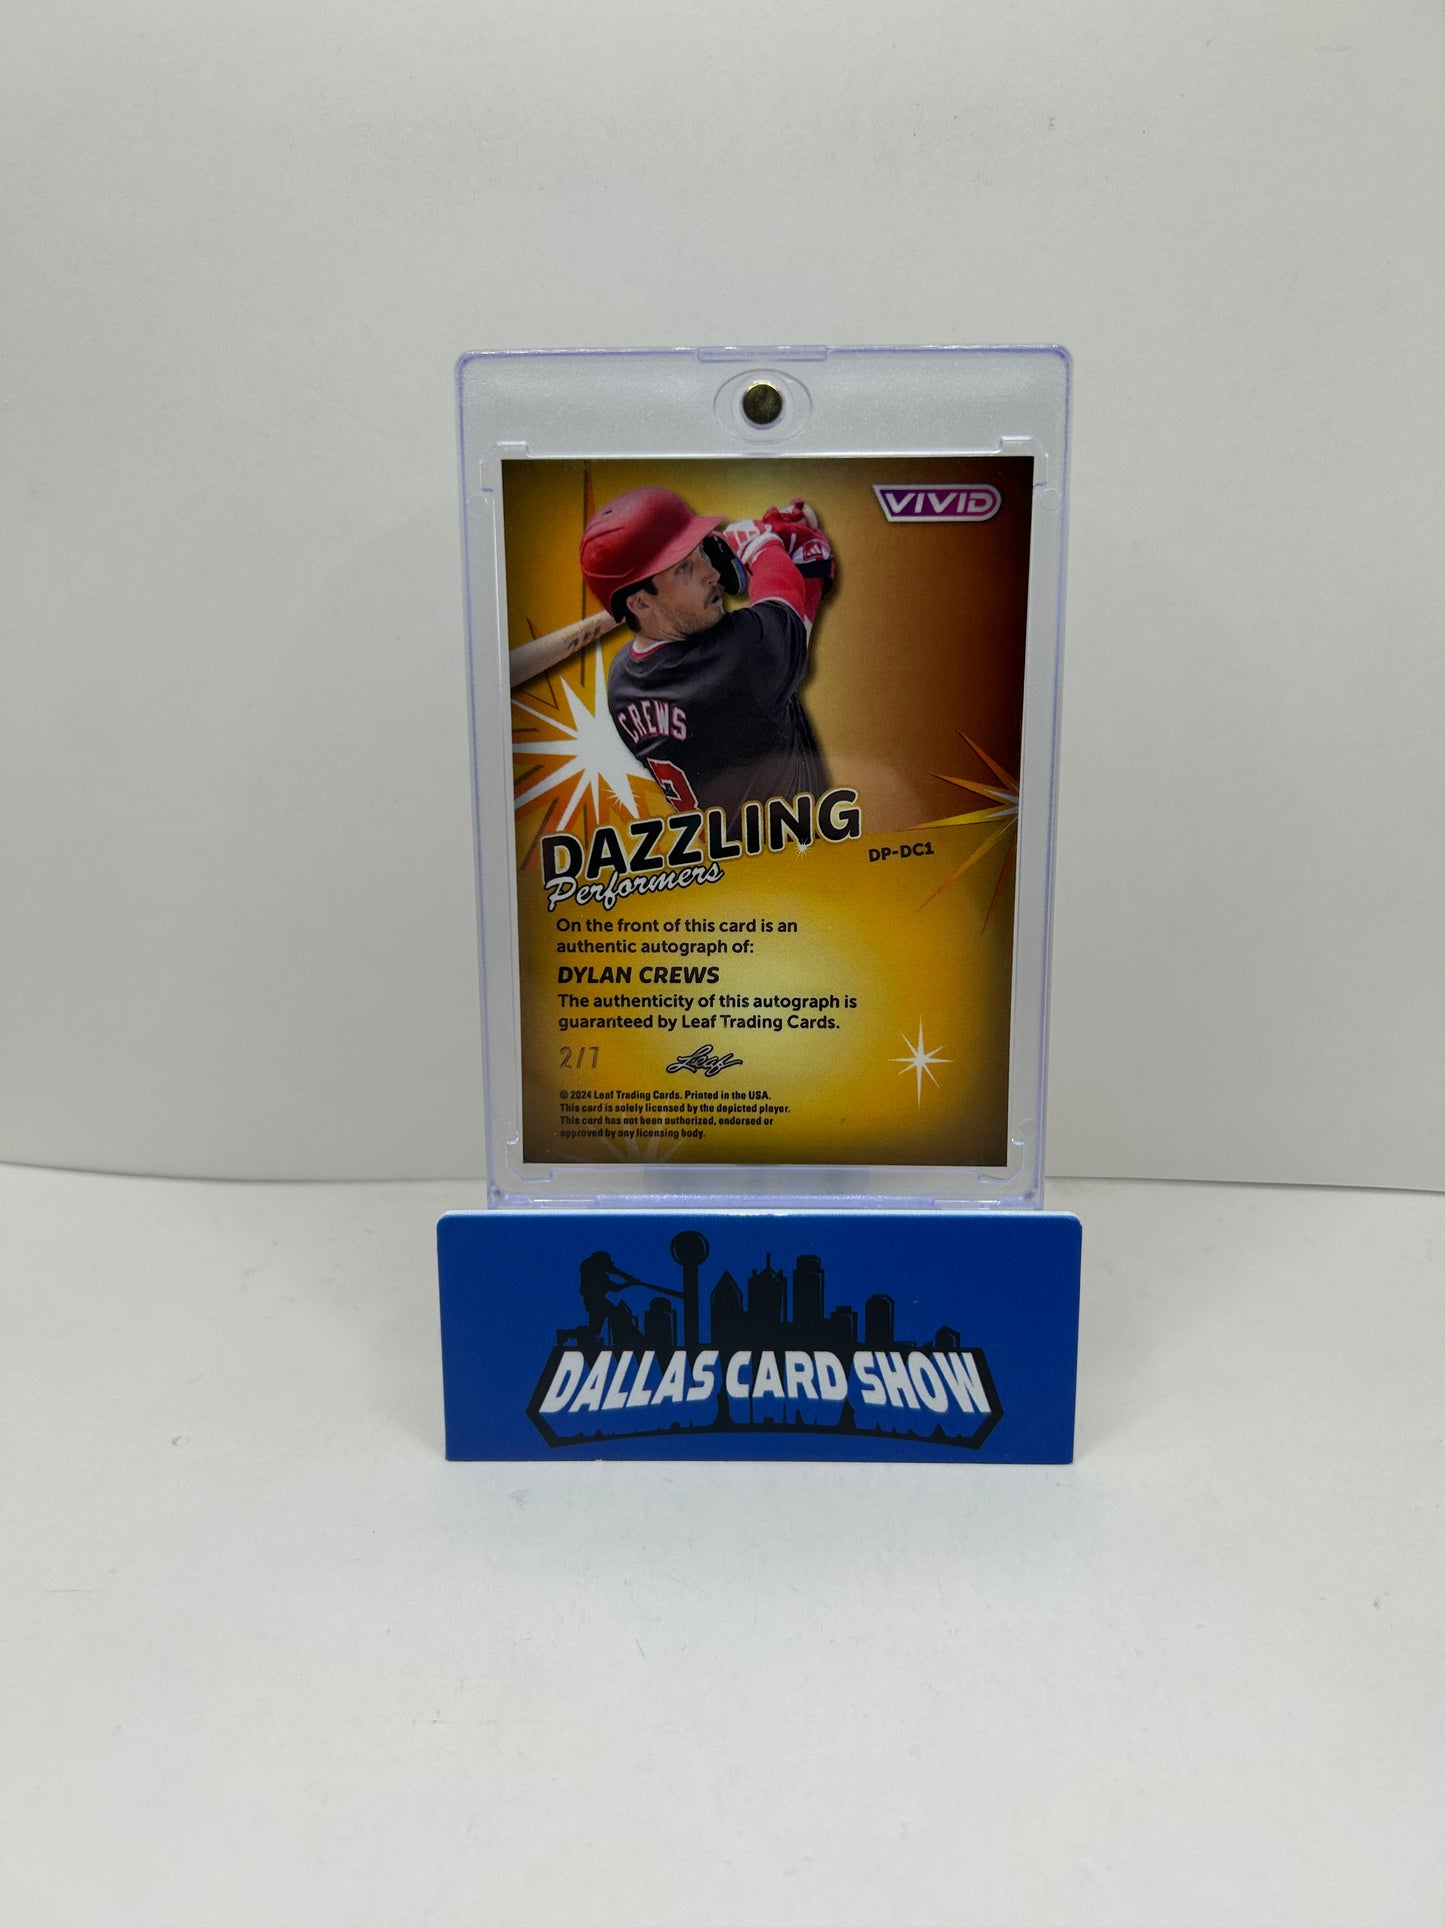 VIVID
CREWS
DAZZLING
Performers
DP-DC1
On the front of this card is an
authentic autograph of:
DYLAN CREWS
The authenticity of this autograph is
guaranteed by Leaf Trading Cards.
2/7
Leaf
© 2024 Leaf Trading Cards. Printed in the USA.
This card is solely licensed by the depicted player.
This card has not been authorized, endorsed or
approved by any licensing body.
DALLAS CARD SHOW